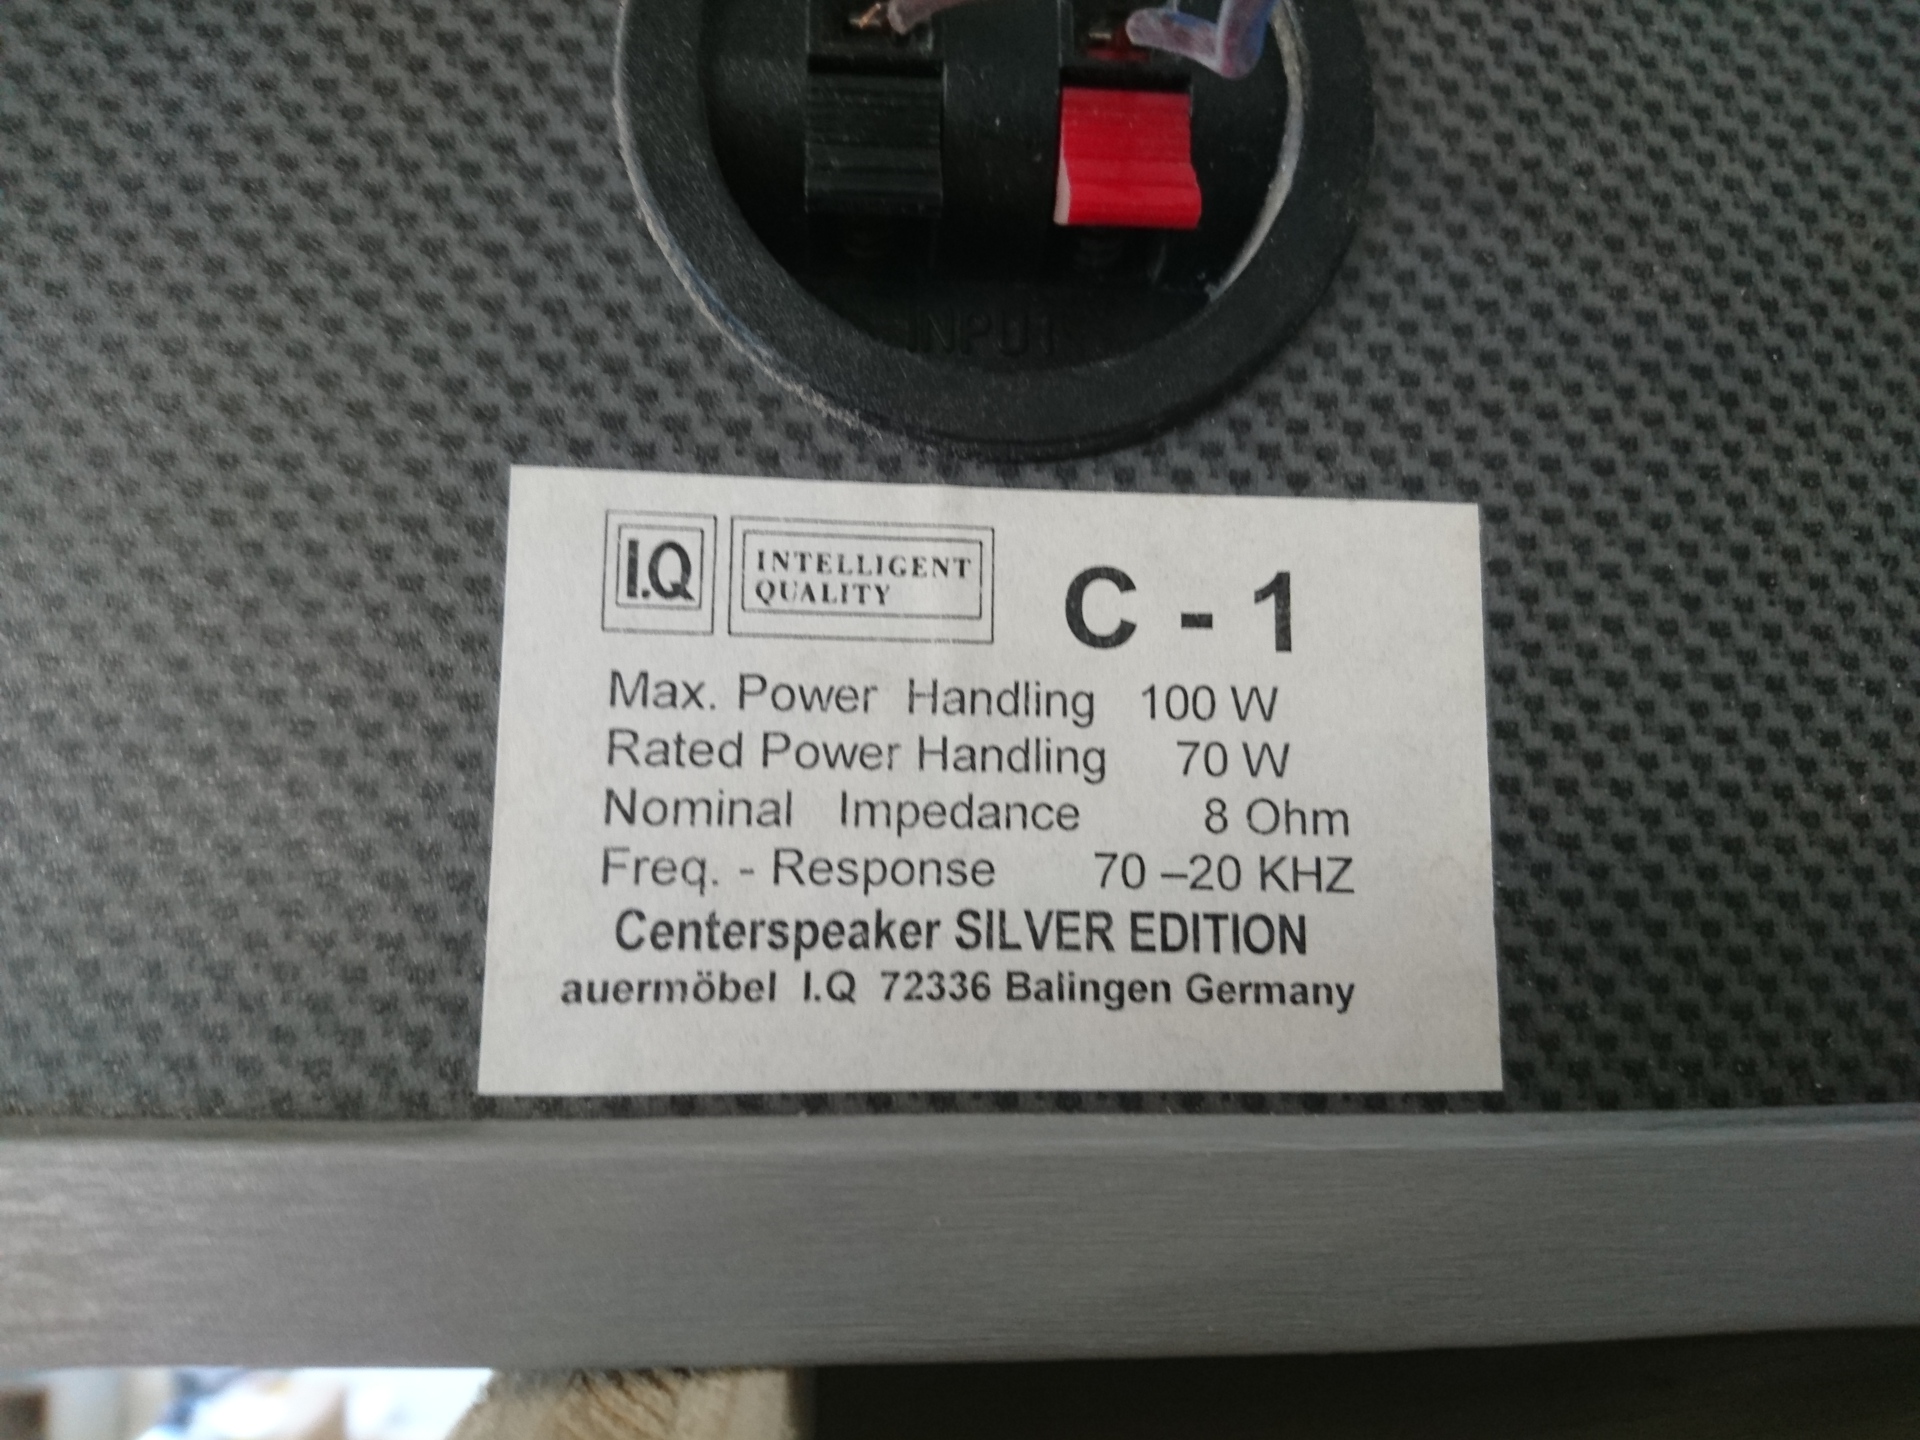 INPUT
I.Q
INTELLIGENT
QUALITY
C - 1
Max. Power Handling 100 W
Rated Power Handling 70 W
Nominal Impedance 8 Ohm
Freq. - Response 70 –20 KHZ
Centerspeaker SILVER EDITION
auermöbel I.Q 72336 Balingen Germany